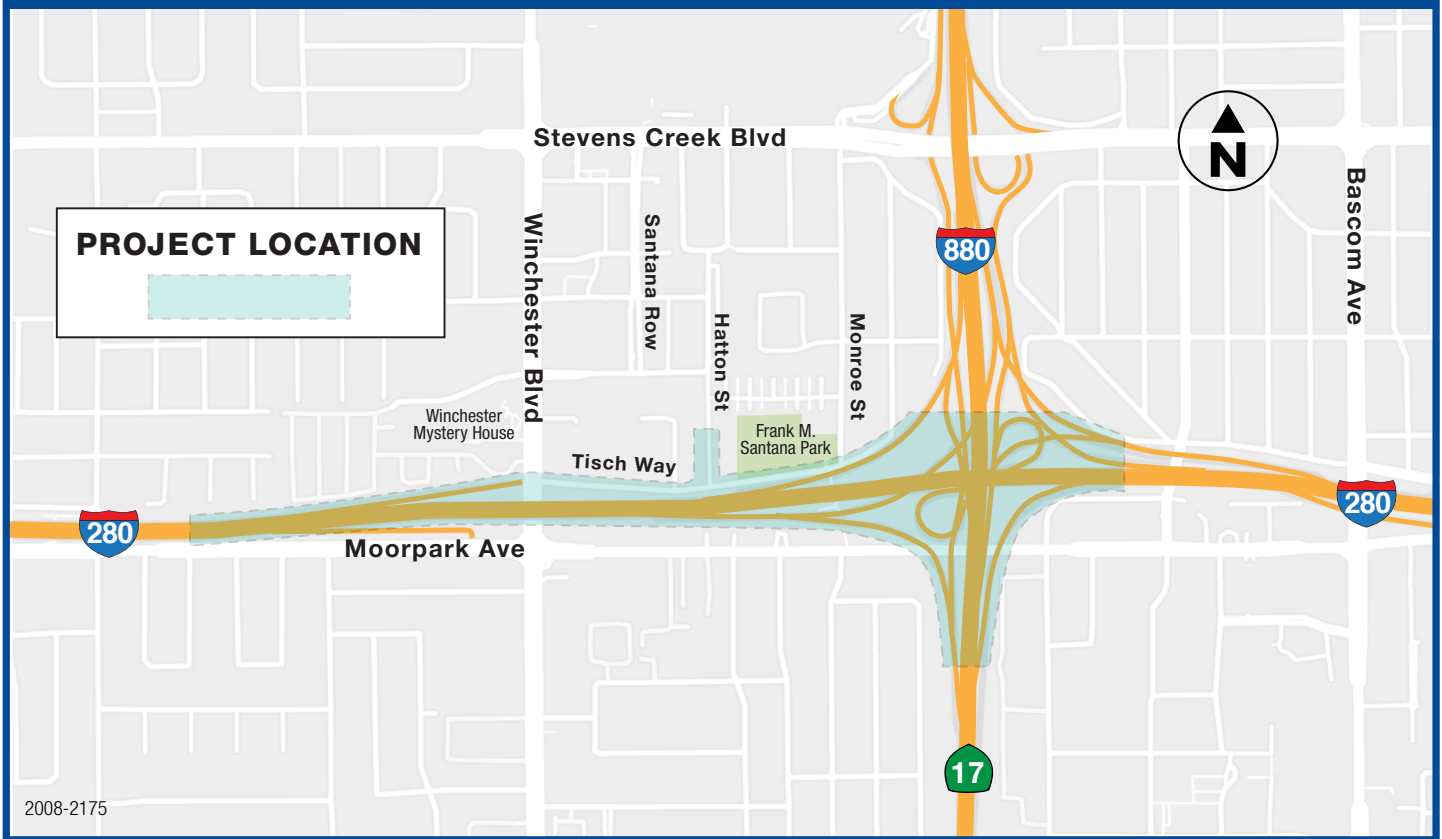 Stevens Creek Blvd
N
Bascom Ave
PROJECT LOCATION
Winchester Blvd
Santana Row
880
Hatton St
Monroe St
Winchester
Mystery House
Frank M.
Santana Park
Tisch Way
280
280
Moorpark Ave
17
2008-2175